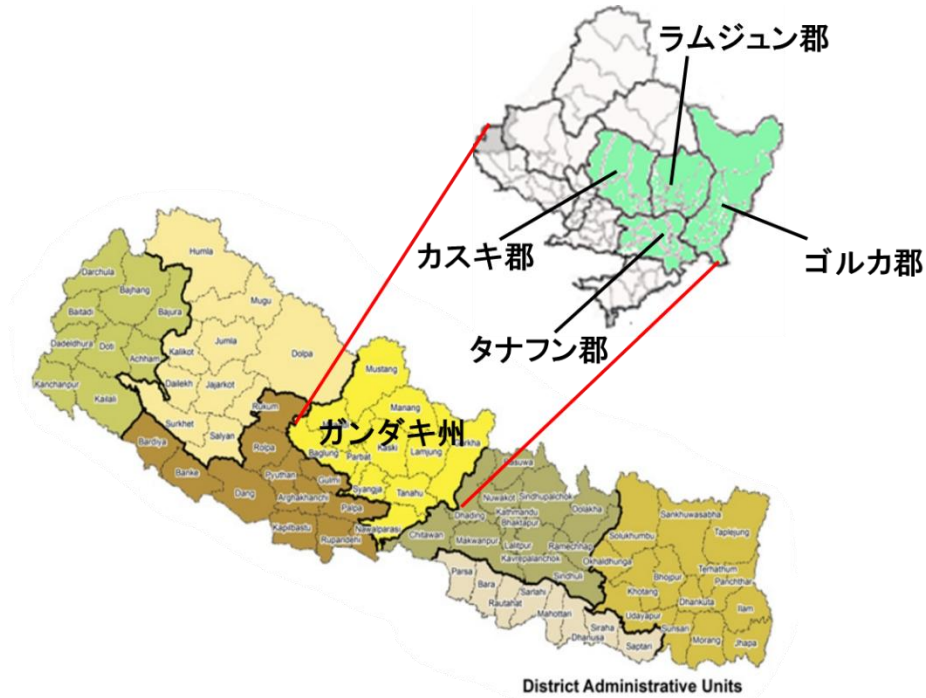 ラムジュン郡
カスキ郡
ゴルカ郡
タナフン郡
Humla
Darchula
Bajhang
Mugu
Baitadi
Bajura
Dadeldhura
Doti
Jumla
Dolpa
Achham
Kalikot
Mustang
Kanchanpur
Dailekh
Jajarkot
Kailali
Rukum
Manang
Surkhet
Salyan
ガンダキ州
Bardiya
Rolpa
Baglung
Parbat
Kaski
Lamjung
Banke
Pyuthan
Gulmi
Syangja
Tanahu
Dang
Arghakhanchi
Palpa
Nuwakot
Sindhupalchok
Dolakha
Sankhuwasabha
Taplejung
Kapilbastu
Rupandehi
Nawalparasi
Dhading
Kathmandu
Bhaktapur
Solukhumbu
Chitawan
Makwanpur
Lalitpur
Ramechhap
Kavrepalanchok
Okhaldhunga
Terhathum
Panchthar
Parsa
Bara
Sindhuli
Bhojpur
Khotang
Dhankuta
Ilam
Rautahat
Sarlahi
Mahottari
Dhanusa
Siraha
Saptari
Udayapur
Sunsari
Morang
Jhapa
District Administrative Units